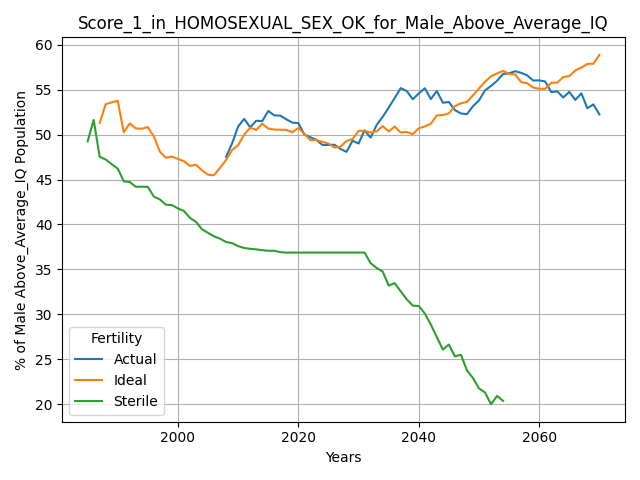 Score_1_in_HOMOSEXUAL_SEX_OK_for_Male_Above_Average_IQ
% of Male Above_Average_IQ Population
60
55
50
45
40
35
30
25
20
Fertility
Actual
Ideal
Sterile
2000 2020 2040 2060
Years